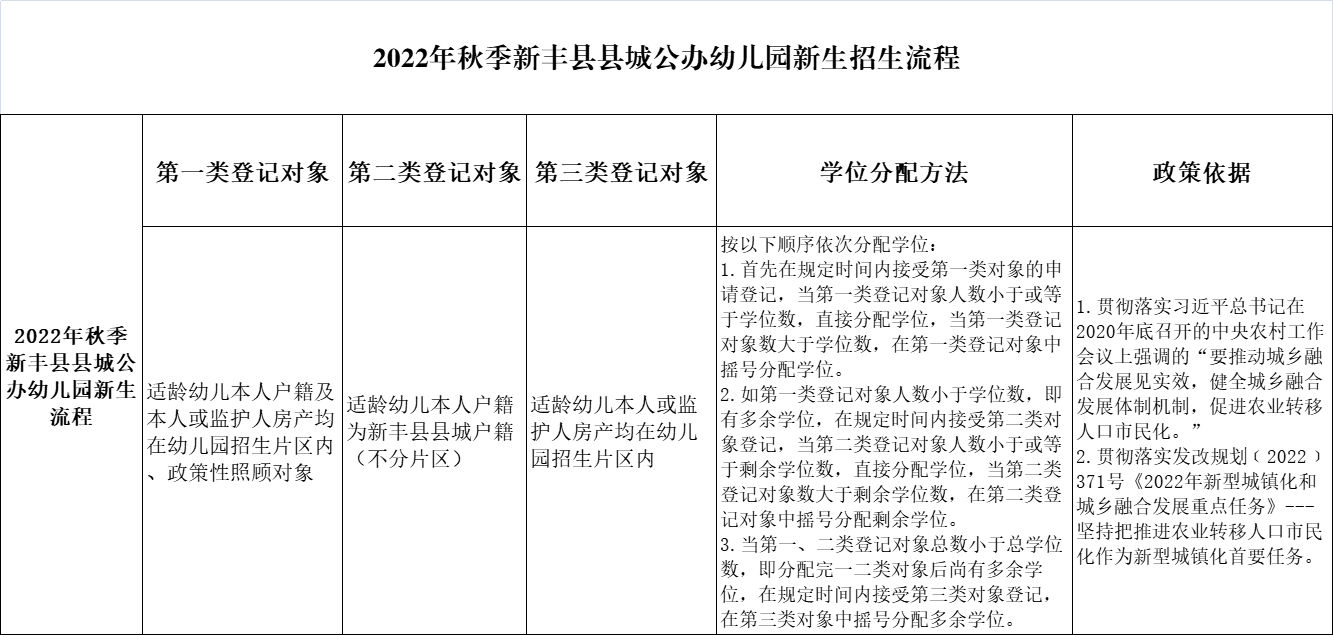 2022年秋季新丰县县城公办幼儿园新生招生流程
第一类登记对象
第二类登记对象
第三类登记对象
学位分配方法
政策依据
2022年秋季
新丰县县城公
办幼儿园新生
流程
适龄幼儿本人户籍及
本人或监护人房产均
在幼儿园招生片区内
、政策性照顾对象
适龄幼儿本人户籍
为新丰县县城户籍
（不分片区）
适龄幼儿本人或监
护人房产均在幼儿
园招生片区内
按以下顺序依次分配学位：
1.首先在规定时间内接受第一类对象的申
请登记，当第一类登记对象人数小于或等
于学位数，直接分配学位，当第一类登记
对象数大于学位数，在第一类登记对象中
摇号分配学位。
2.如第一类登记对象人数小于学位数，即
有多余学位，在规定时间内接受第二类对
象登记，当第二类登记对象人数小于或等
于剩余学位数，直接分配学位，当第二类
登记对象数大于剩余学位数，在第二类登
记对象中摇号分配剩余学位。
3.当第一、二类登记对象总数小于总学位
数，即分配完一二类对象后尚有多余学
位，在规定时间内接受第三类对象登记，
在第三类对象中摇号分配多余学位。
1.贯彻落实习近平总书记在
2020年底召开的中央农村工作
会议上强调的“要推动城乡融
合发展见实效，健全城乡融合
发展体制机制，促进农业转移
人口市民化。”
2.贯彻落实发改规划﹝2022﹞
371号《2022年新型城镇化和
城乡融合发展重点任务》---
坚持把推进农业转移人口市民
化作为新型城镇化首要任务。